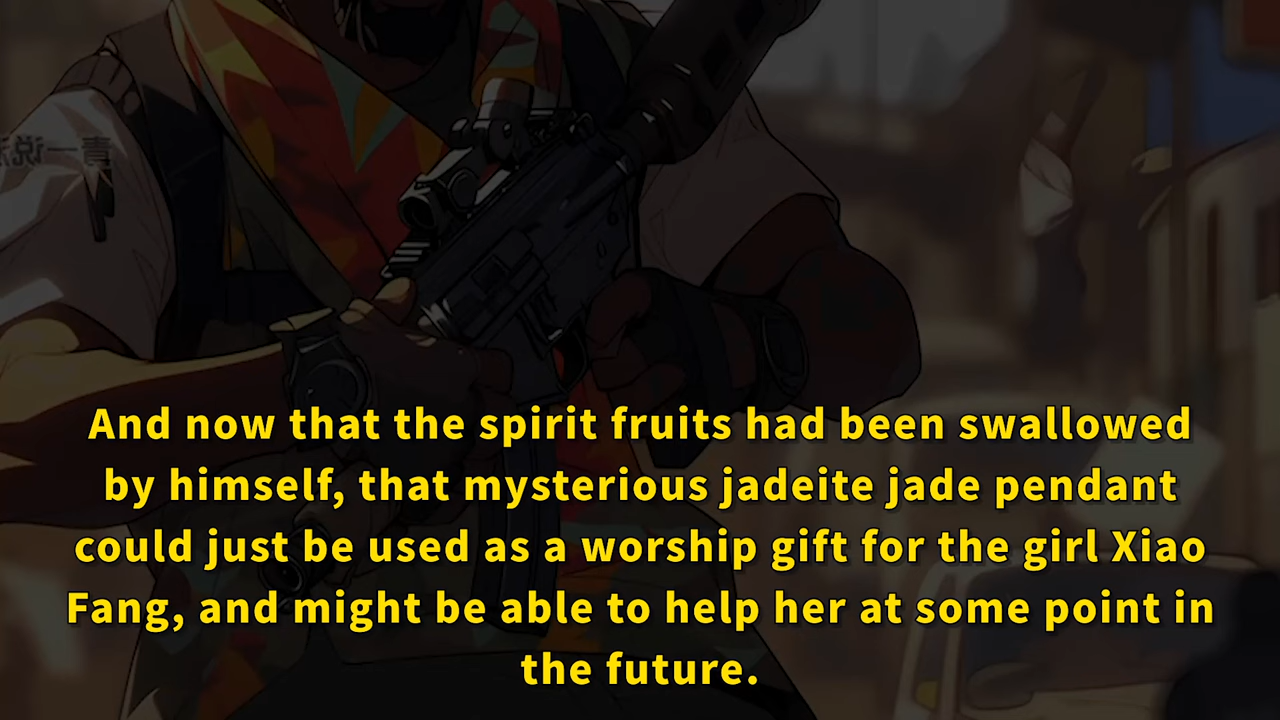 And now that the spirit fruits had been swallowed
by himself, that mysterious jadeite jade pendant
could just be used as a worship gift for the girl Xiao
Fang, and might be able to help her at some point in
the future.